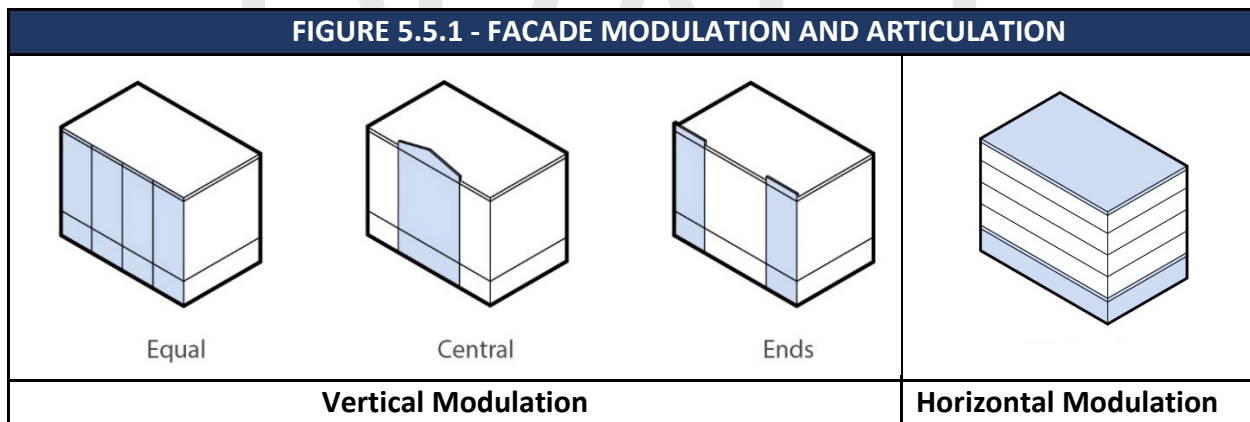 FIGURE 5.5.1 - FACADE MODULATION AND ARTICULATION
Equal
Central
Ends
Vertical Modulation
Horizontal Modulation